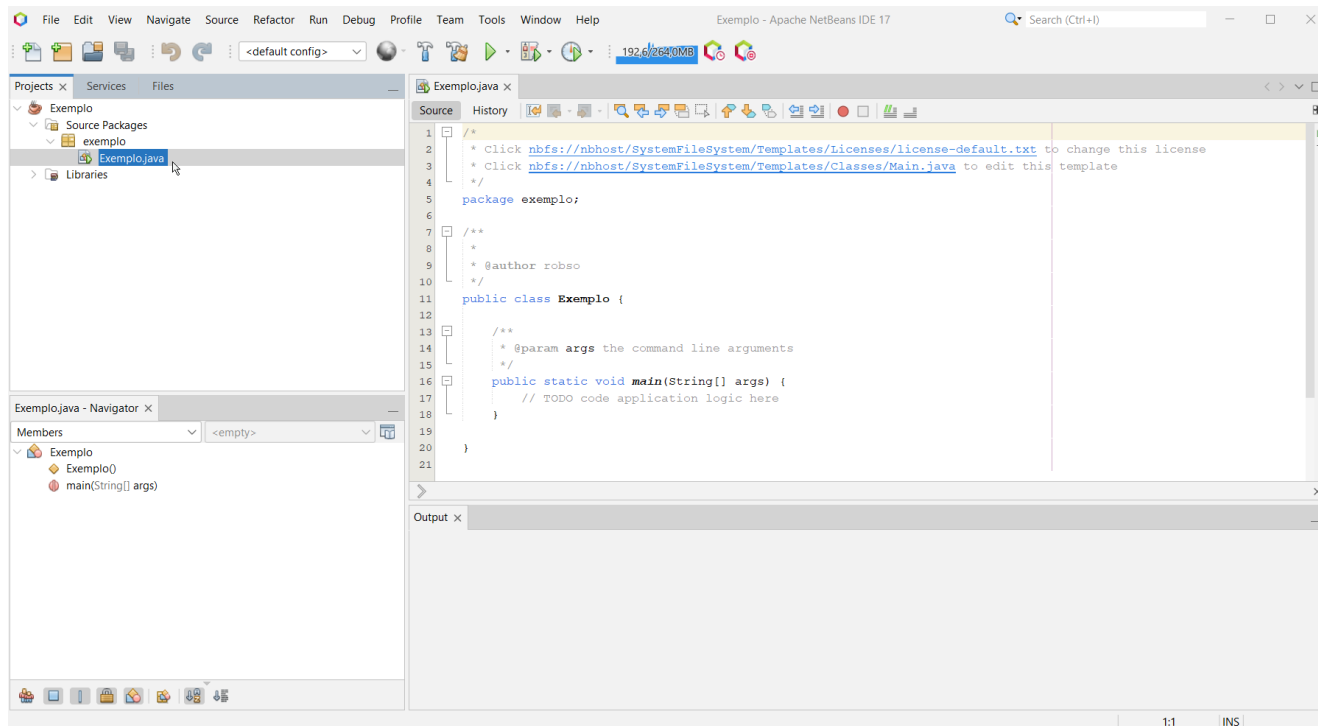 File Edit View Navigate Source Refactor Run Debug Profile Team Tools Window Help Exemplo - Apache NetBeans IDE 17 Search (Ctrl+I)
<default config> 192,6/264,0MB
Projects Services Files
Exemplo
Source Packages
exemplo
Exemplo.java
Libraries
Exemplo.java - Navigator
Members <empty>
Exemplo
Exemplo()
main(String[] args)
Exemplo.java
Source History
1 /*
2 * Click nbfs://nbhost/SystemFileSystem/Templates/Licenses/license-default.txt to change this license
3 * Click nbfs://nbhost/SystemFileSystem/Templates/Classes/Main.java to edit this template
4 */
5 package exemplo;
6
7 /**
8 *
9 * @author robso
10 */
11 public class Exemplo {
12
13 /**
14 * @param args the command line arguments
15 */
16 public static void main(String[] args) {
17 // TODO code application logic here
18 }
19
20 }
21
Output
1:1 INS